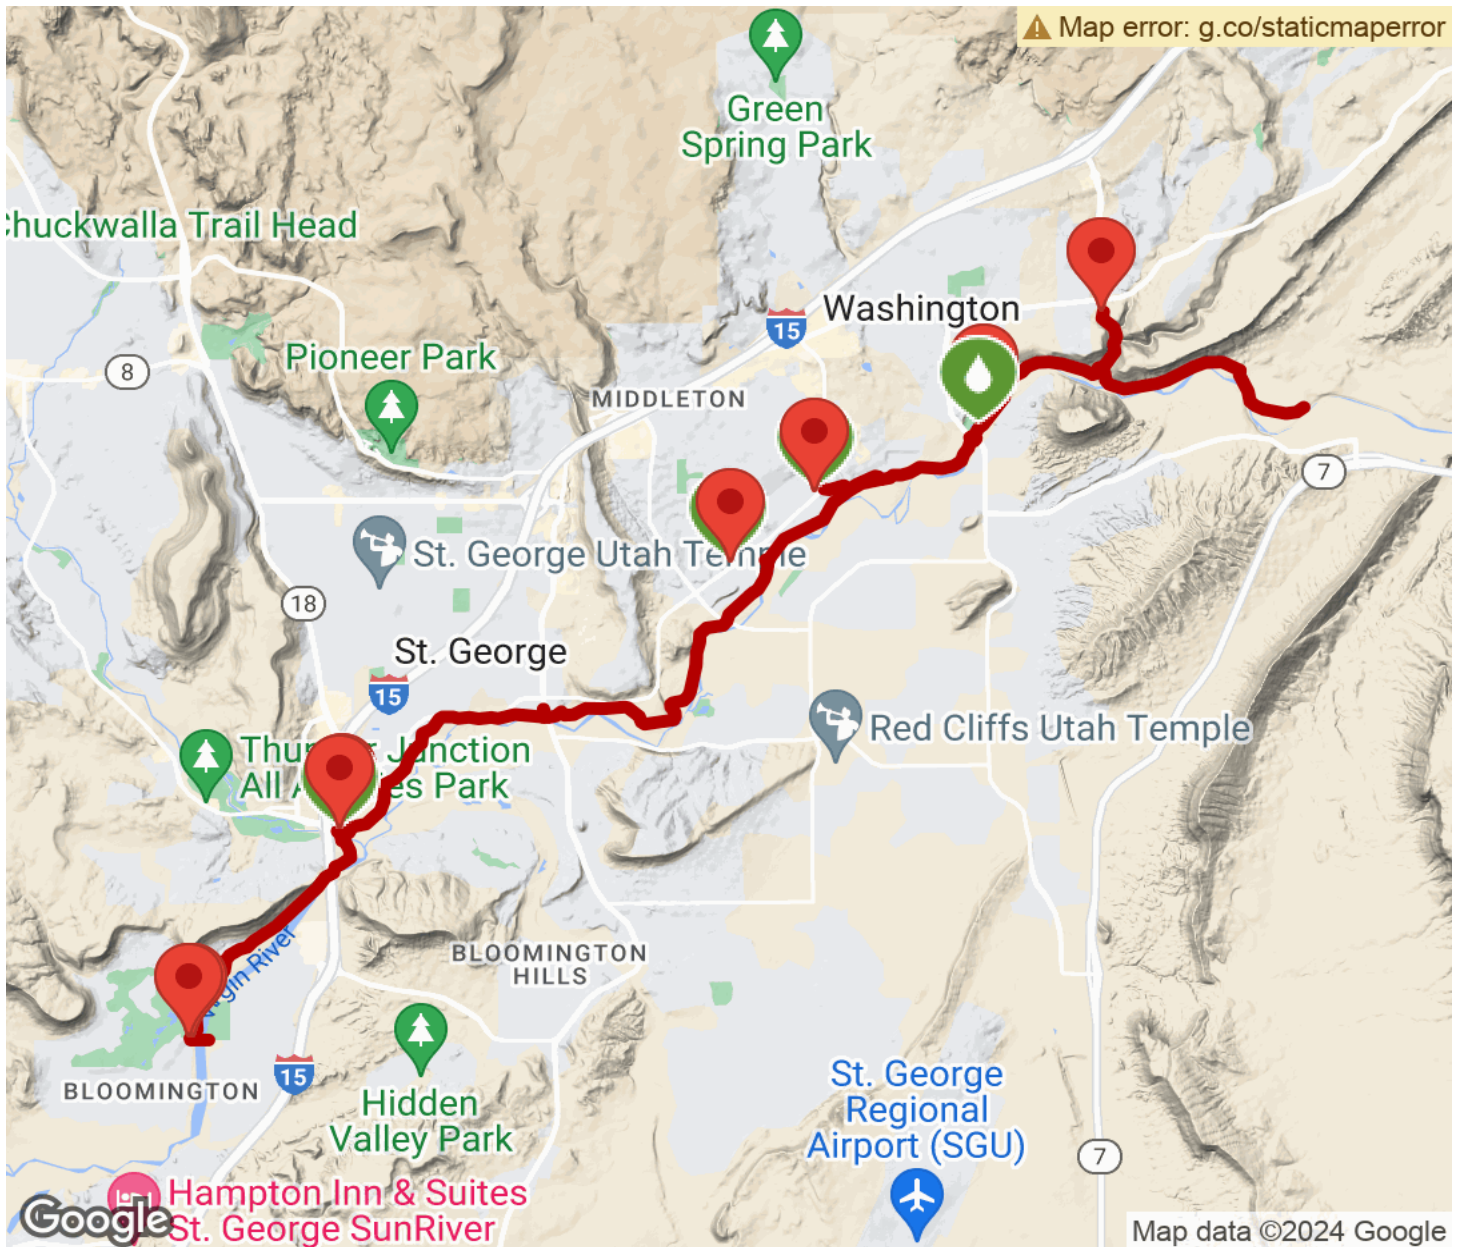 Map error: g.co/staticmaperror
Green
Spring Park
Chuckwalla Trail Head
Washington
15
Pioneer Park
8
MIDDLETON
7
St. George Utah Temple
18
St. George
15
Red Cliffs Utah Temple
Thunder Junction
All Abilities Park
Virgin River
BLOOMINGTON
HILLS
15
BLOOMINGTON
Hidden
Valley Park
St. George
Regional
Airport (SGU)
7
Hampton Inn & Suites
St. George SunRiver
Google
Map data ©2024 Google